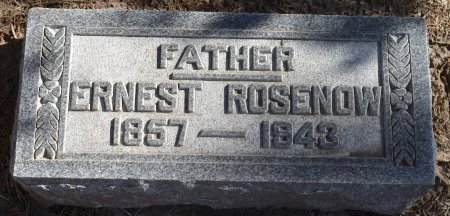 FATHER
ERNEST ROSENOW
1857 — 1943